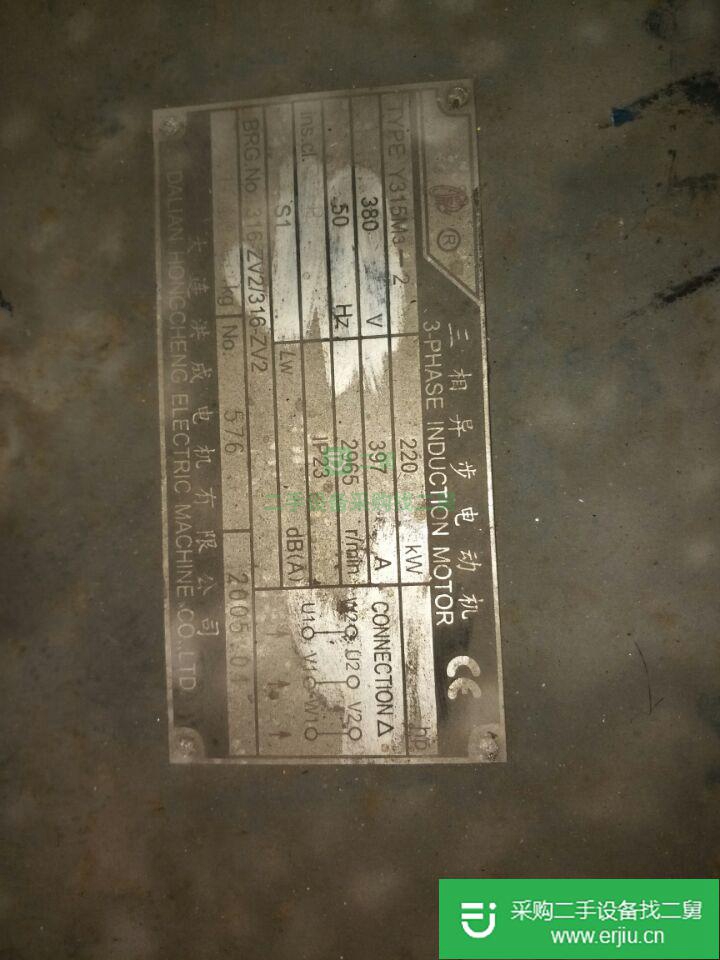 ®
三相异步电动机
3-PHASE INDUCTION MOTOR
CE
TYPE Y315M3-2 220 kW hp
380 V 397 A CONNECTION △
50 Hz 2965 r/min W2 U2 V2
ins.cl. IP23
S1 Lw dB(A) U1 V1 W1
BRG No. 316-ZV2/316-ZV2
kg No. 576 2005.04
大连洪成电机有限公司
DALIAN HONGCHENG ELECTRIC MACHINE CO.,LTD
采购二手设备找二舅
www.erjiu.cn